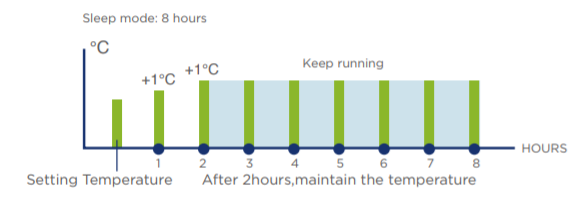 Sleep mode: 8 hours
°C
+1°C
+1°C
Keep running
1 2 3 4 5 6 7 8
HOURS
Setting Temperature
After 2hours,maintain the temperature